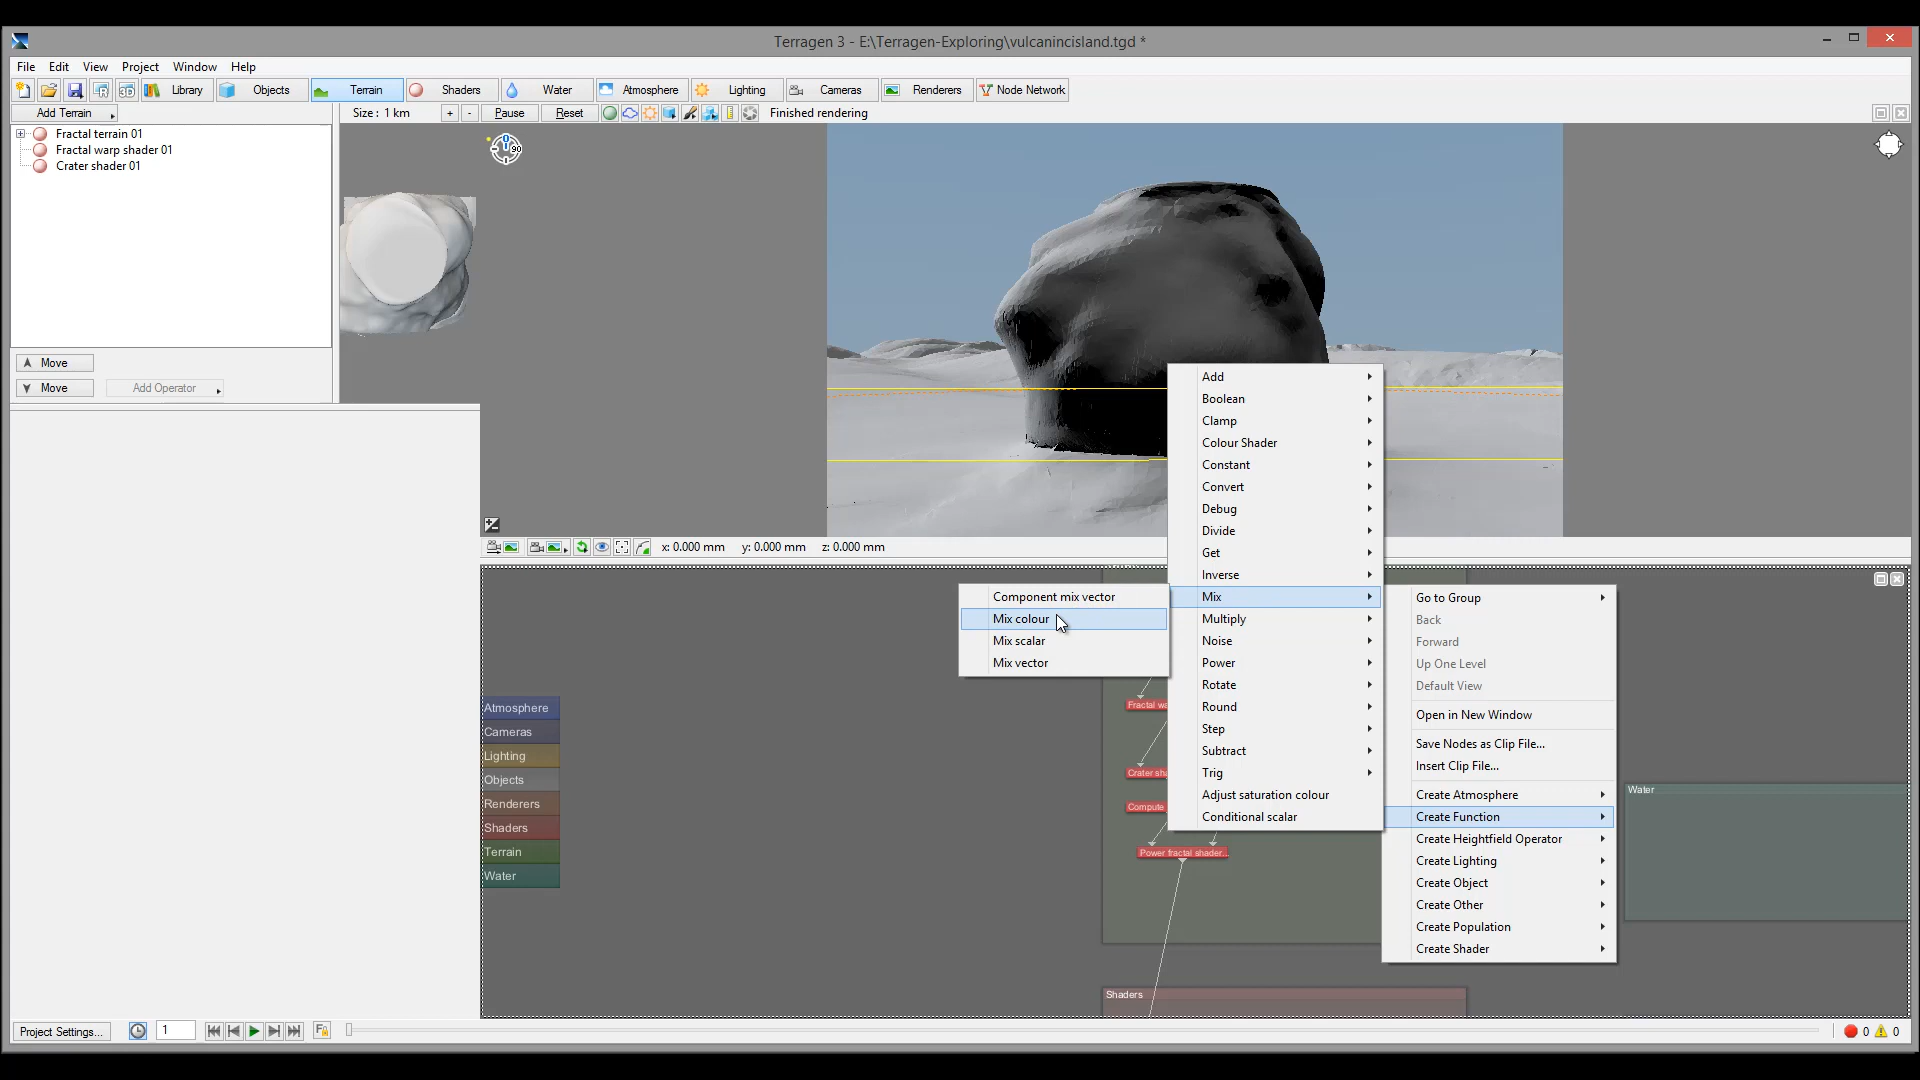 Terragen 3 - E:\Terragen-Exploring\vulcanincisland.tgd *
File Edit View Project Window Help
Library Objects Terrain Shaders Water Atmosphere Lighting Cameras Renderers Node Network
Add Terrain
Size : 1 km + - Pause Reset Finished rendering
Fractal terrain 01
Fractal warp shader 01
Crater shader 01
90
Move
Move Add Operator
x: 0.000 mm y: 0.000 mm z: 0.000 mm
Add
Boolean
Clamp
Colour Shader
Constant
Convert
Debug
Divide
Get
Inverse
Mix
Multiply
Noise
Power
Rotate
Round
Step
Subtract
Trig
Adjust saturation colour
Conditional scalar
Component mix vector
Mix colour
Mix scalar
Mix vector
Go to Group
Back
Forward
Up One Level
Default View
Open in New Window
Save Nodes as Clip File...
Insert Clip File...
Create Atmosphere
Create Function
Create Heightfield Operator
Create Lighting
Create Object
Create Other
Create Population
Create Shader
Atmosphere
Cameras
Lighting
Objects
Renderers
Shaders
Terrain
Water
Fractal wa
Crater sha
Compute
Power fractal shader...
Water
Shaders
Project Settings... 1 0 0